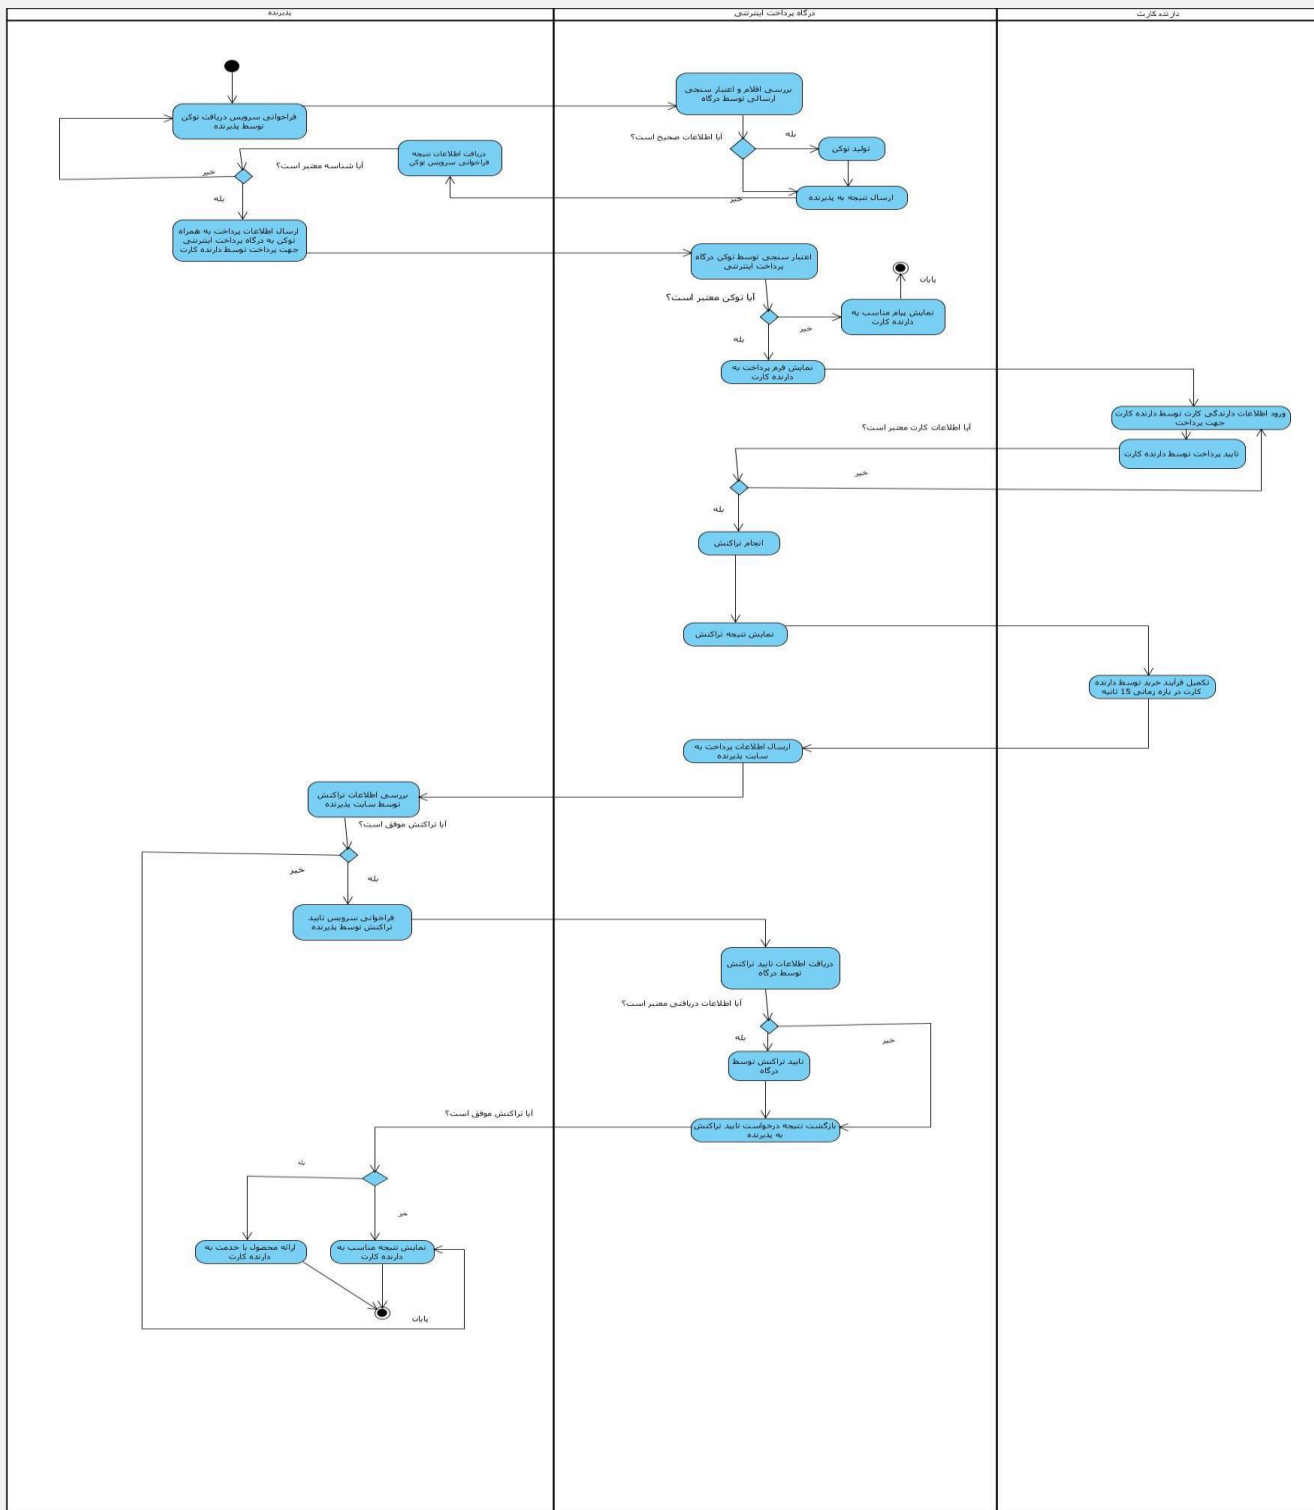 پذیرنده
درگاه پرداخت اینترنتی
دارنده کارت
فراخوانی سرویس دریافت توکن
توسط پذیرنده
بررسی اقلام و اعتبار سنجی
ارسالی توسط درگاه
آیا اطلاعات صحیح است؟
بله
تولید توکن
خیر
ارسال نتیجه به پذیرنده
دریافت اطلاعات نتیجه
فراخوانی سرویس توکن
آیا شناسه معتبر است؟
خیر
بله
ارسال اطلاعات پرداخت به همراه
توکن به درگاه پرداخت اینترنتی
جهت پرداخت توسط دارنده کارت
اعتبار سنجی توسط توکن درگاه
پرداخت اینترنتی
آیا توکن معتبر است؟
خیر
نمایش پیام مناسب به
دارنده کارت
پایان
بله
نمایش فرم پرداخت به
دارنده کارت
ورود اطلاعات دارندگی کارت توسط دارنده کارت
جهت پرداخت
تایید پرداخت توسط دارنده کارت
آیا اطلاعات کارت معتبر است؟
خیر
بله
انجام تراکنش
نمایش نتیجه تراکنش
تکمیل فرآیند خرید توسط دارنده
کارت در بازه زمانی 15 ثانیه
ارسال اطلاعات پرداخت به
سایت پذیرنده
بررسی اطلاعات تراکنش
توسط سایت پذیرنده
آیا تراکنش موفق است؟
خیر
بله
فراخوانی سرویس تایید
تراکنش توسط پذیرنده
دریافت اطلاعات تایید تراکنش
توسط درگاه
آیا اطلاعات دریافتی معتبر است؟
خیر
بله
تایید تراکنش توسط
درگاه
بازگشت نتیجه درخواست تایید تراکنش
به پذیرنده
آیا تراکنش موفق است؟
بله
خیر
ارائه محصول یا خدمت به
دارنده کارت
نمایش نتیجه مناسب به
دارنده کارت
پایان